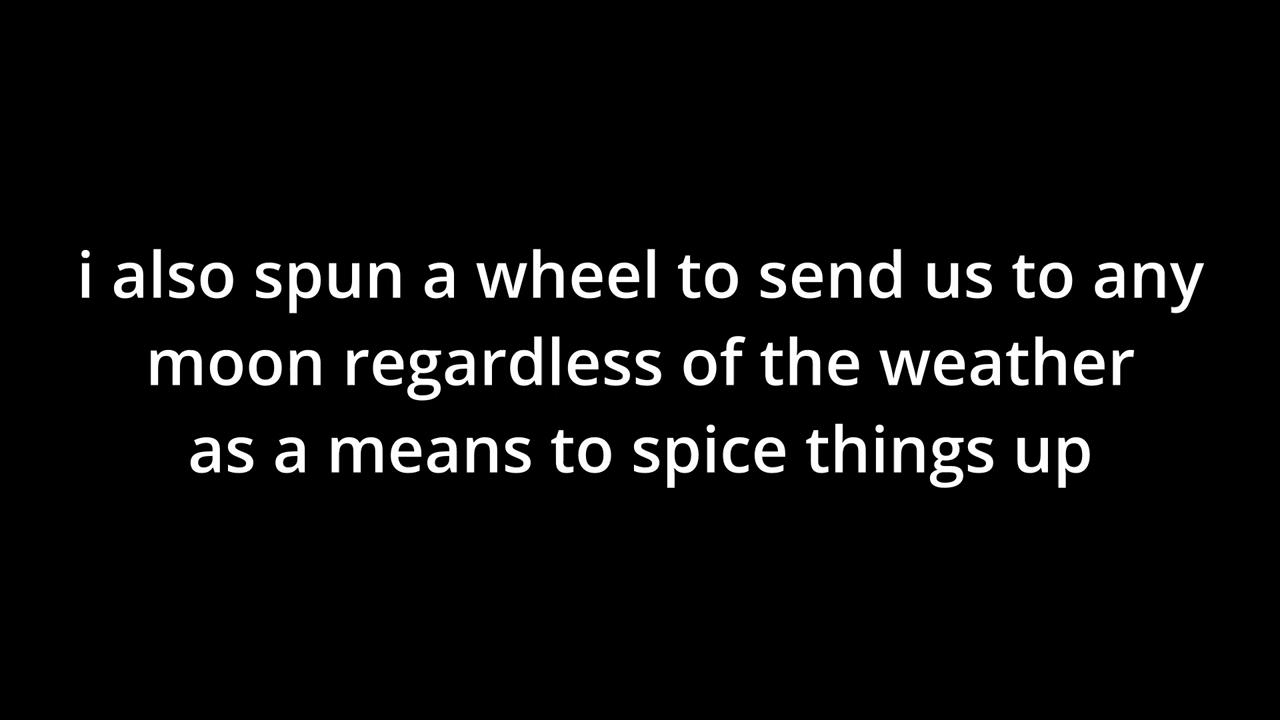 i also spun a wheel to send us to any
moon regardless of the weather
as a means to spice things up